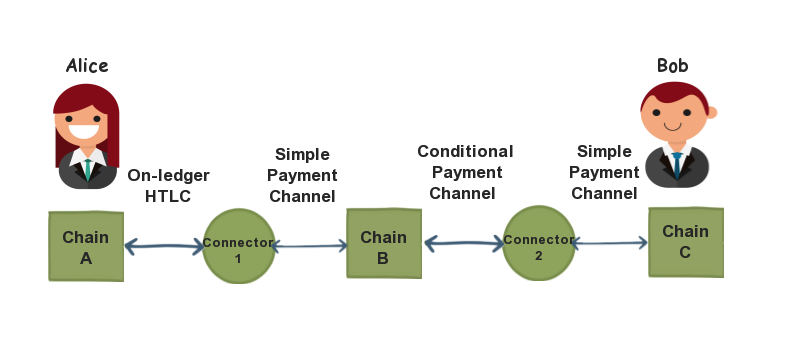 Alice
Bob
On-ledger
HTLC
Simple
Payment
Channel
Conditional
Payment
Channel
Simple
Payment
Channel
Chain
A
Connector
1
Chain
B
Connector
2
Chain
C